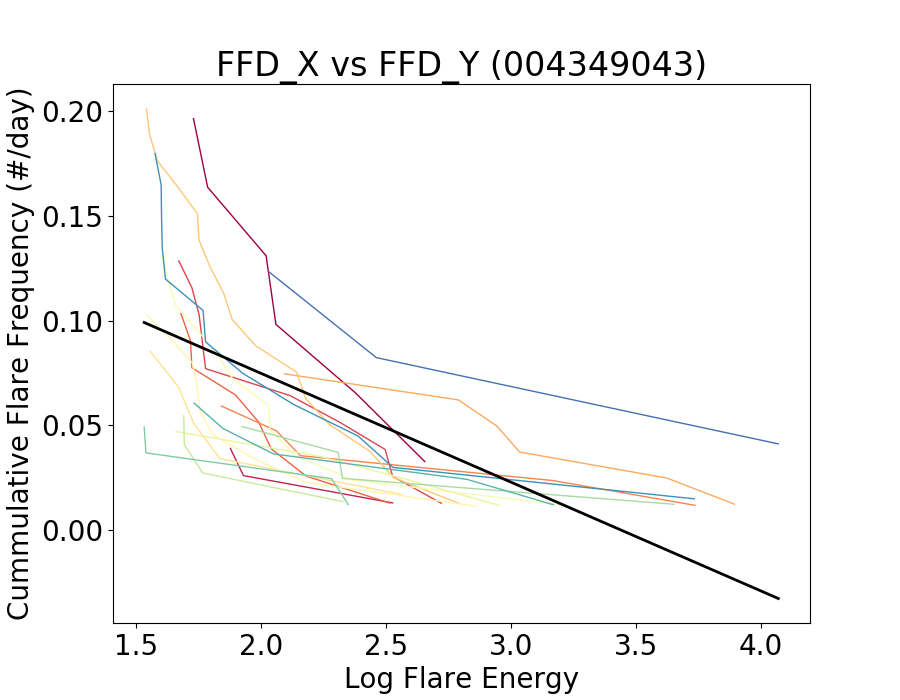 FFD_X vs FFD_Y (004349043)
Cummulative Flare Frequency (#/day)
0.20
0.15
0.10
0.05
0.00
1.5 2.0 2.5 3.0 3.5 4.0
Log Flare Energy